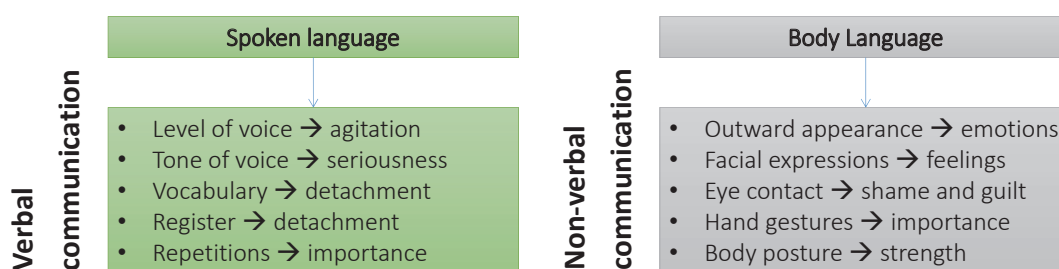 Verbal
communication
Spoken language
• Level of voice → agitation
• Tone of voice → seriousness
• Vocabulary → detachment
• Register → detachment
• Repetitions → importance
Non-verbal
communication
Body Language
• Outward appearance → emotions
• Facial expressions → feelings
• Eye contact → shame and guilt
• Hand gestures → importance
• Body posture → strength